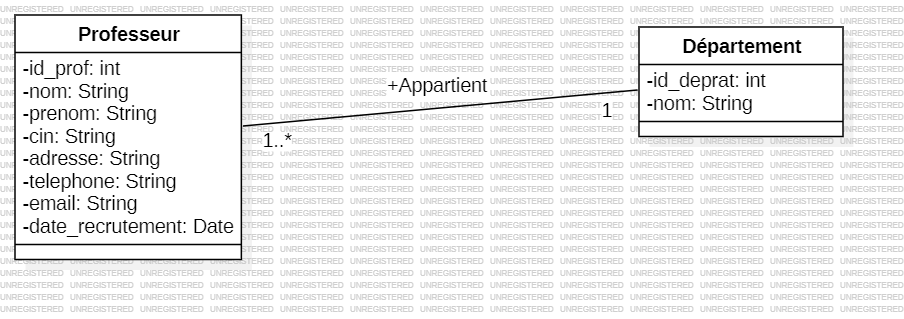 Professeur
-id_prof: int
-nom: String
-prenom: String
-cin: String
-adresse: String
-telephone: String
-email: String
-date_recrutement: Date
+Appartient
1..*
1
Département
-id_deprat: int
-nom: String
UNREGISTERED